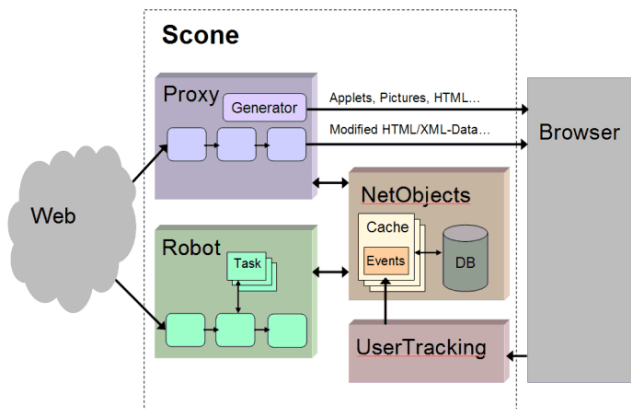 Scone
Proxy
Generator
Applets, Pictures, HTML...
Modified HTML/XML-Data...
Browser
Web
NetObjects
Cache
Events
DB
Robot
Task
UserTracking